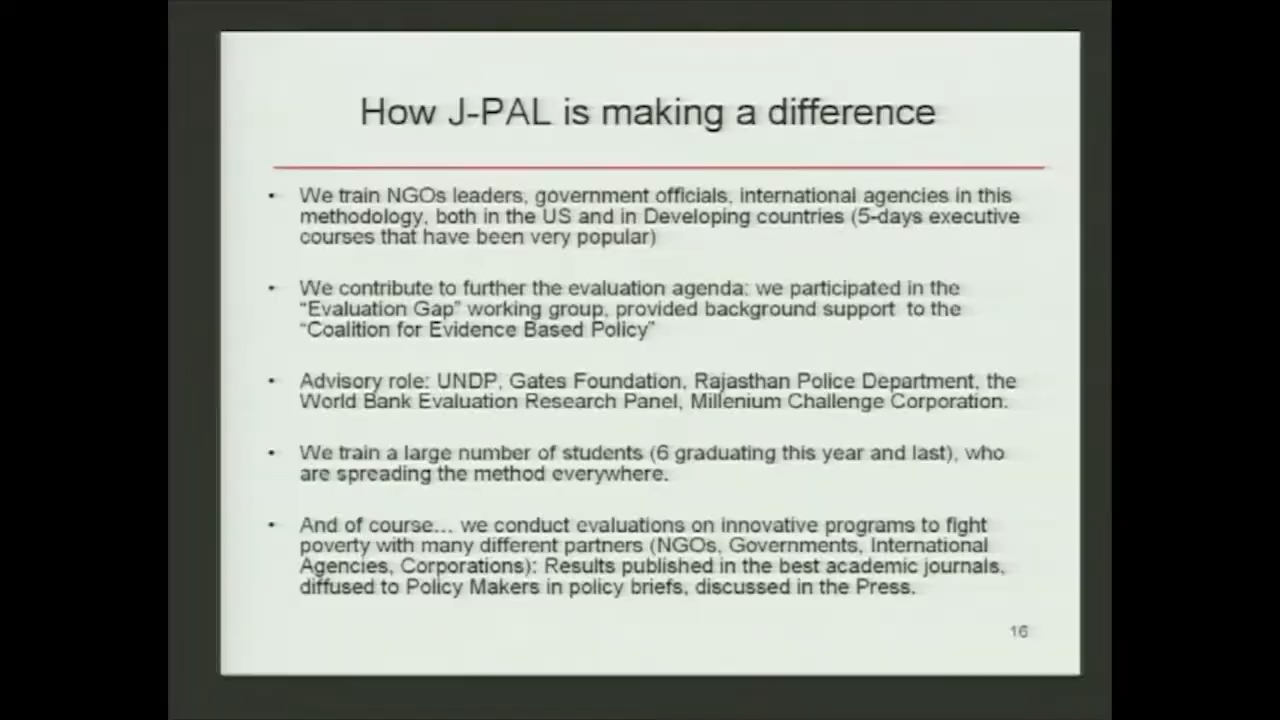 How J-PAL is making a difference
• We train NGOs leaders, government officials, international agencies in this
methodology, both in the US and in Developing countries (5-days executive
courses that have been very popular)
• We contribute to further the evaluation agenda: we participated in the
“Evaluation Gap” working group, provided background support to the
“Coalition for Evidence Based Policy”
• Advisory role: UNDP, Gates Foundation, Rajasthan Police Department, the
World Bank Evaluation Research Panel, Millenium Challenge Corporation.
• We train a large number of students (6 graduating this year and last), who
are spreading the method everywhere.
• And of course… we conduct evaluations on innovative programs to fight
poverty with many different partners (NGOs, Governments, International
Agencies, Corporations): Results published in the best academic journals,
diffused to Policy Makers in policy briefs, discussed in the Press.
16